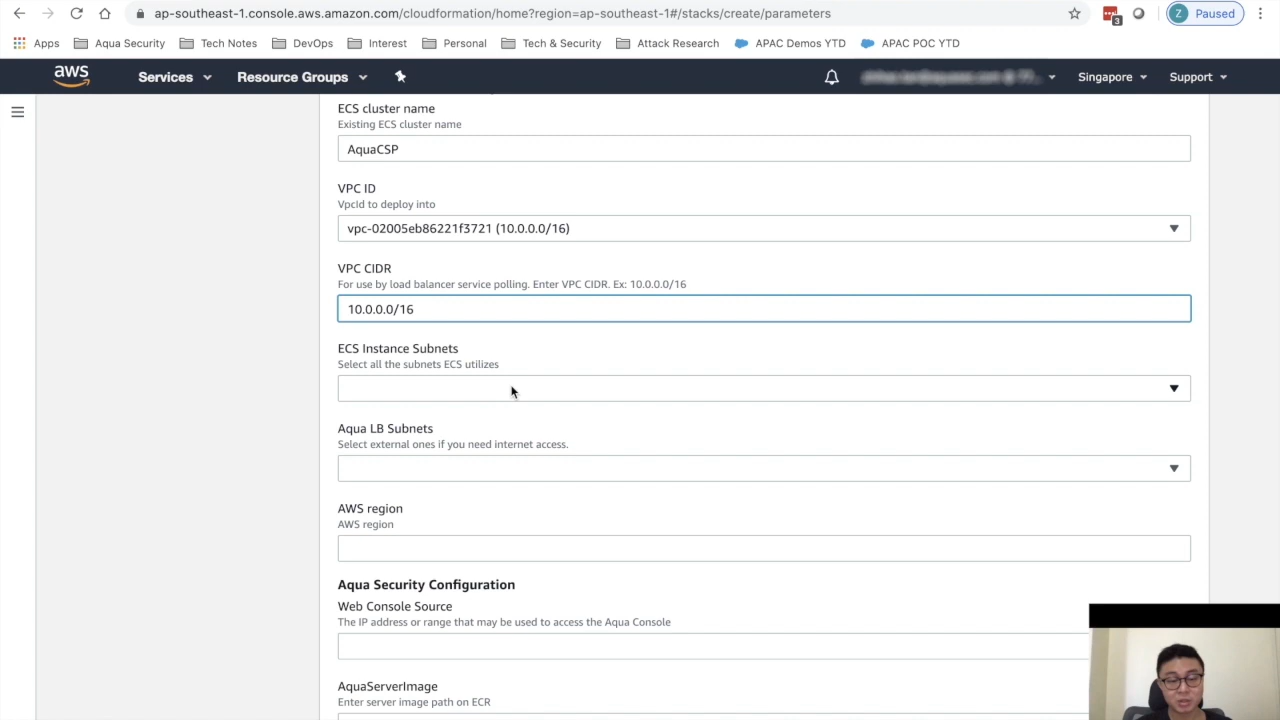 ap-southeast-1.console.aws.amazon.com/cloudformation/home?region=ap-southeast-1#/stacks/create/parameters
3
Z Paused
Apps Aqua Security Tech Notes DevOps Interest Personal Tech & Security Attack Research APAC Demos YTD APAC POC YTD
aws Services Resource Groups Singapore Support
ECS cluster name
Existing ECS cluster name
AquaCSP
VPC ID
VpcId to deploy into
vpc-02005eb86221f3721 (10.0.0.0/16)
VPC CIDR
For use by load balancer service polling. Enter VPC CIDR. Ex: 10.0.0.0/16
10.0.0.0/16
ECS Instance Subnets
Select all the subnets ECS utilizes
Aqua LB Subnets
Select external ones if you need internet access.
AWS region
AWS region
Aqua Security Configuration
Web Console Source
The IP address or range that may be used to access the Aqua Console
AquaServerImage
Enter server image path on ECR